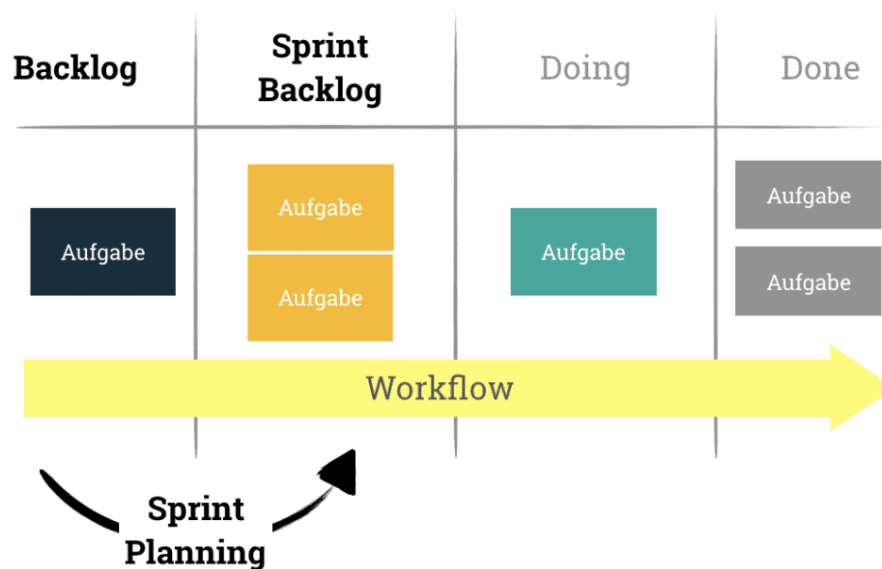 Backlog
Sprint
Backlog
Doing
Done
Aufgabe
Aufgabe
Aufgabe
Aufgabe
Aufgabe
Aufgabe
Workflow
Sprint
Planning